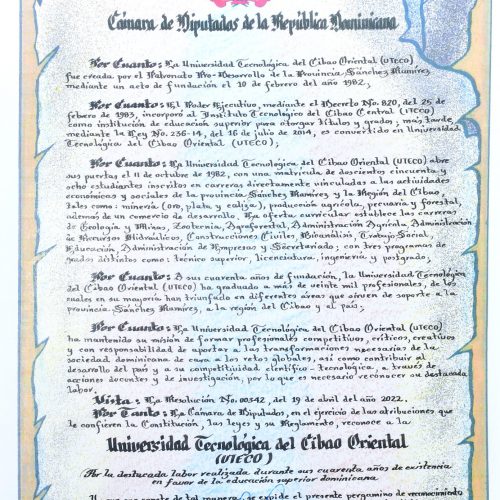 Cámara de Diputados de la República Dominicana
Por Cuanto: La Universidad Tecnológica del Cibao Oriental (UTECO)
fue creada por el Patronato Pro-Desarrollo de la Provincia Sánchez Ramírez,
mediante un acto de fundación el 10 de febrero del año 1982,
Por Cuanto: El Poder Ejecutivo, mediante el Decreto No. 820, del 25 de
febrero de 1983, incorporó al Instituto Tecnológico del Cibao Central (ITECO)
como institución de educación superior para otorgar títulos y grados; más tarde,
mediante la Ley No. 236-14, del 16 de julio de 2014, es convertido en Universidad
Tecnológica del Cibao Oriental (UTECO);
Por Cuanto: La Universidad Tecnológica del Cibao Oriental (UTECO) abre
sus puertas el 11 de octubre de 1982, con una matrícula de doscientos cincuenta y
ocho estudiantes inscritos en carreras directamente vinculadas a las actividades
económicas y sociales de la provincia Sánchez Ramírez y la Región del Cibao,
tales como: minería (oro, plata y caliza), producción agrícola, pecuaria y forestal,
además de un comercio de desarrollo. La oferta curricular establece las carreras
de Geología y Minas, Zootecnia, Agroforestal, Administración Agrícola, Administración
de Recursos Hidráulicos, Construcciones Civiles, Bioanálisis, Trabajo Social,
Educación, Administración de Empresas y Secretariado; con tres programas de
grados distintos como: técnico superior, licenciatura, ingeniería y postgrado;
Por Cuanto: A sus cuarenta años de fundación, la Universidad Tecnológica
del Cibao Oriental (UTECO) ha graduado a más de veinte mil profesionales, de los
cuales en su mayoría han triunfado en diferentes áreas que sirven de soporte a la
provincia Sánchez Ramírez, a la región del Cibao y al país;
Por Cuanto: La Universidad Tecnológica del Cibao Oriental (UTECO)
ha mantenido su misión de formar profesionales competitivos, críticos, creativos
y con responsabilidad de aportar a las transformaciones necesarias de la
sociedad dominicana de cara a los retos globales, así como contribuir al
desarrollo del país y a su competitividad científico-tecnológica, a través de
acciones docentes y de investigación, por lo que es necesario reconocer su destacada
labor.
Vista: La Resolución No. 00342, del 19 de abril del año 2022.
Por Tanto: La Cámara de Diputados, en el ejercicio de las atribuciones que
le confieren la Constitución, las leyes y su Reglamento, reconoce a la
Universidad Tecnológica del Cibao Oriental
(UTECO)
Por la destacada labor realizada durante sus cuarenta años de existencia
en favor de la educación superior dominicana.
Y para que conste de tal manera, se expide el presente pergamino de reconocimiento